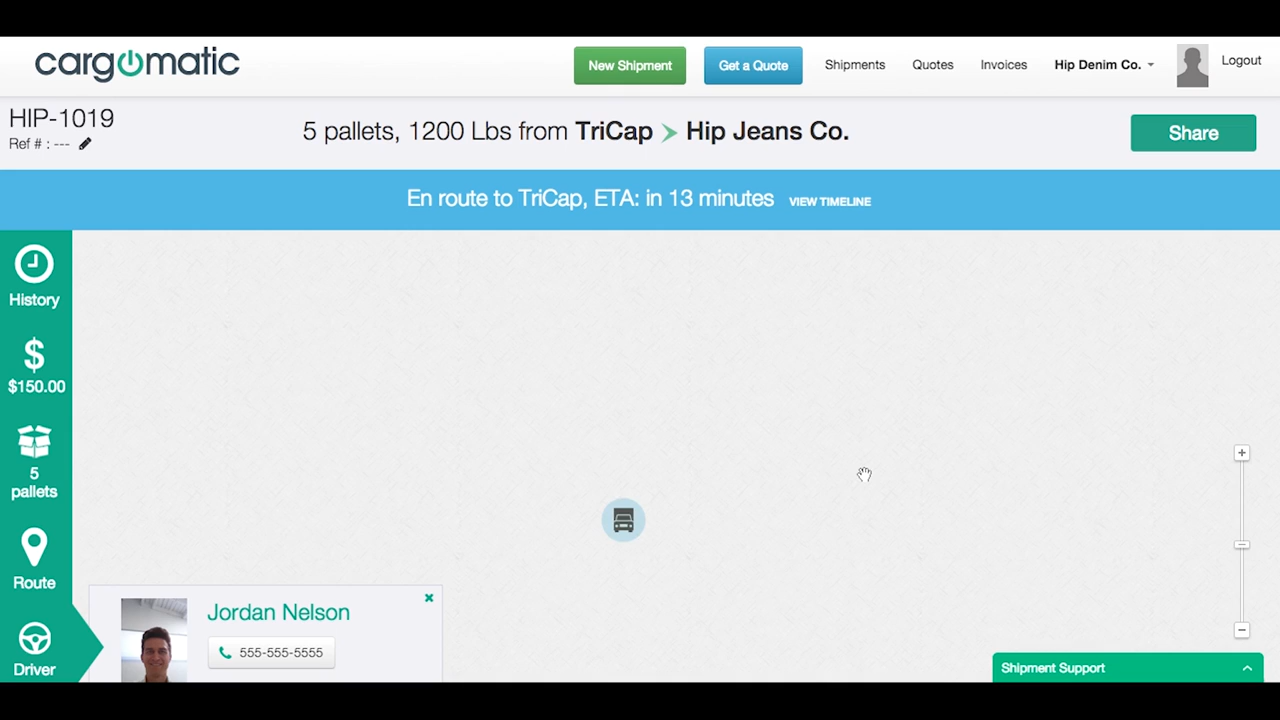 cargomatic
New Shipment
Get a Quote
Shipments
Quotes
Invoices
Hip Denim Co.
Logout
HIP-1019
Ref # : ---
5 pallets, 1200 Lbs from TriCap > Hip Jeans Co.
Share
En route to TriCap, ETA: in 13 minutes VIEW TIMELINE
History
$
$150.00
5
pallets
Route
Driver
Jordan Nelson
555-555-5555
Shipment Support